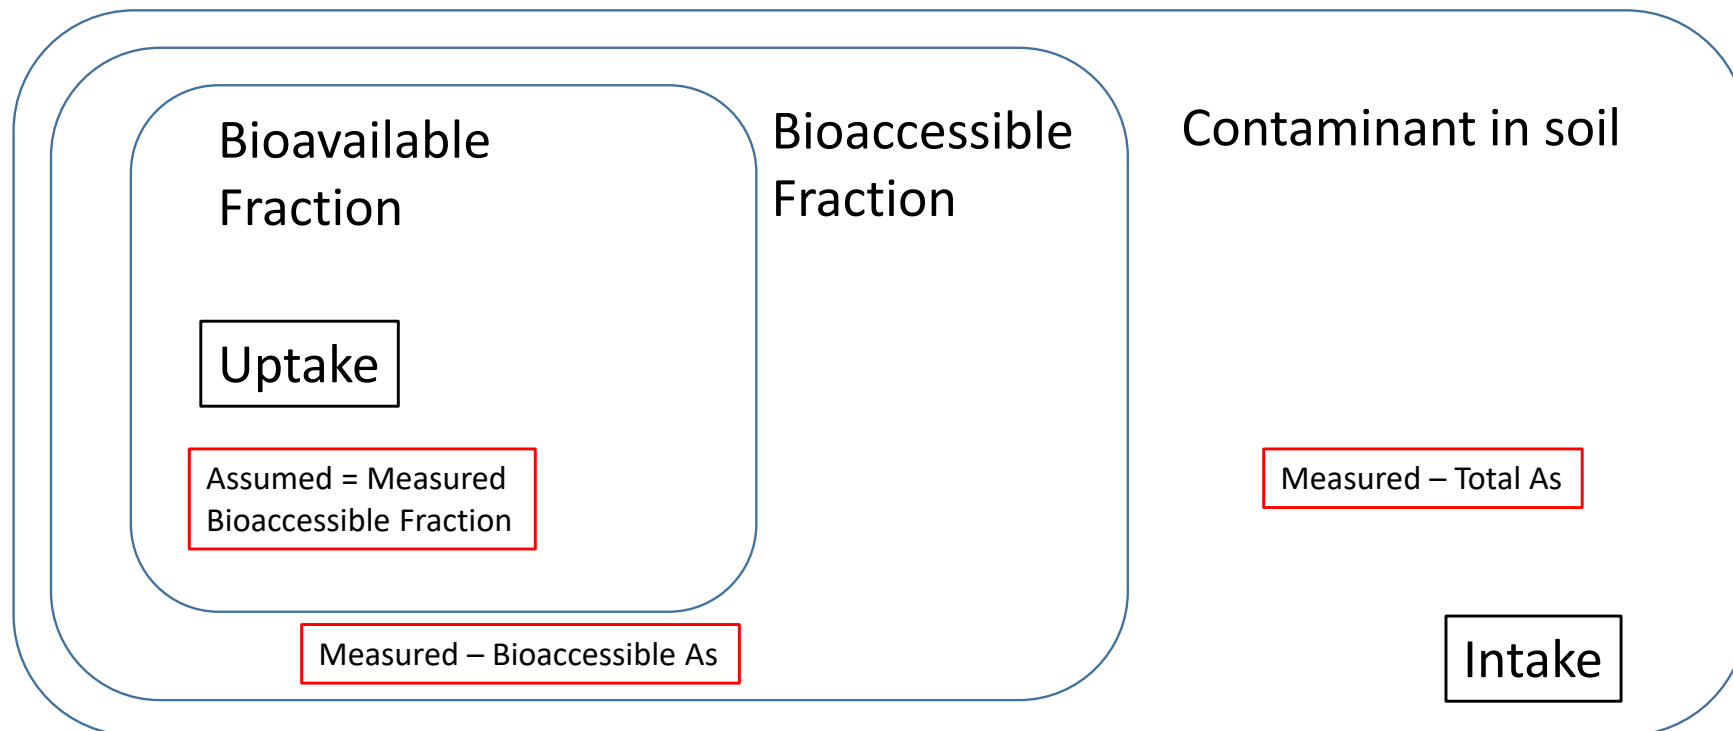 Bioavailable
Fraction
Bioaccessible
Fraction
Contaminant in soil
Uptake
Assumed = Measured
Bioaccessible Fraction
Measured – Total As
Measured – Bioaccessible As
Intake